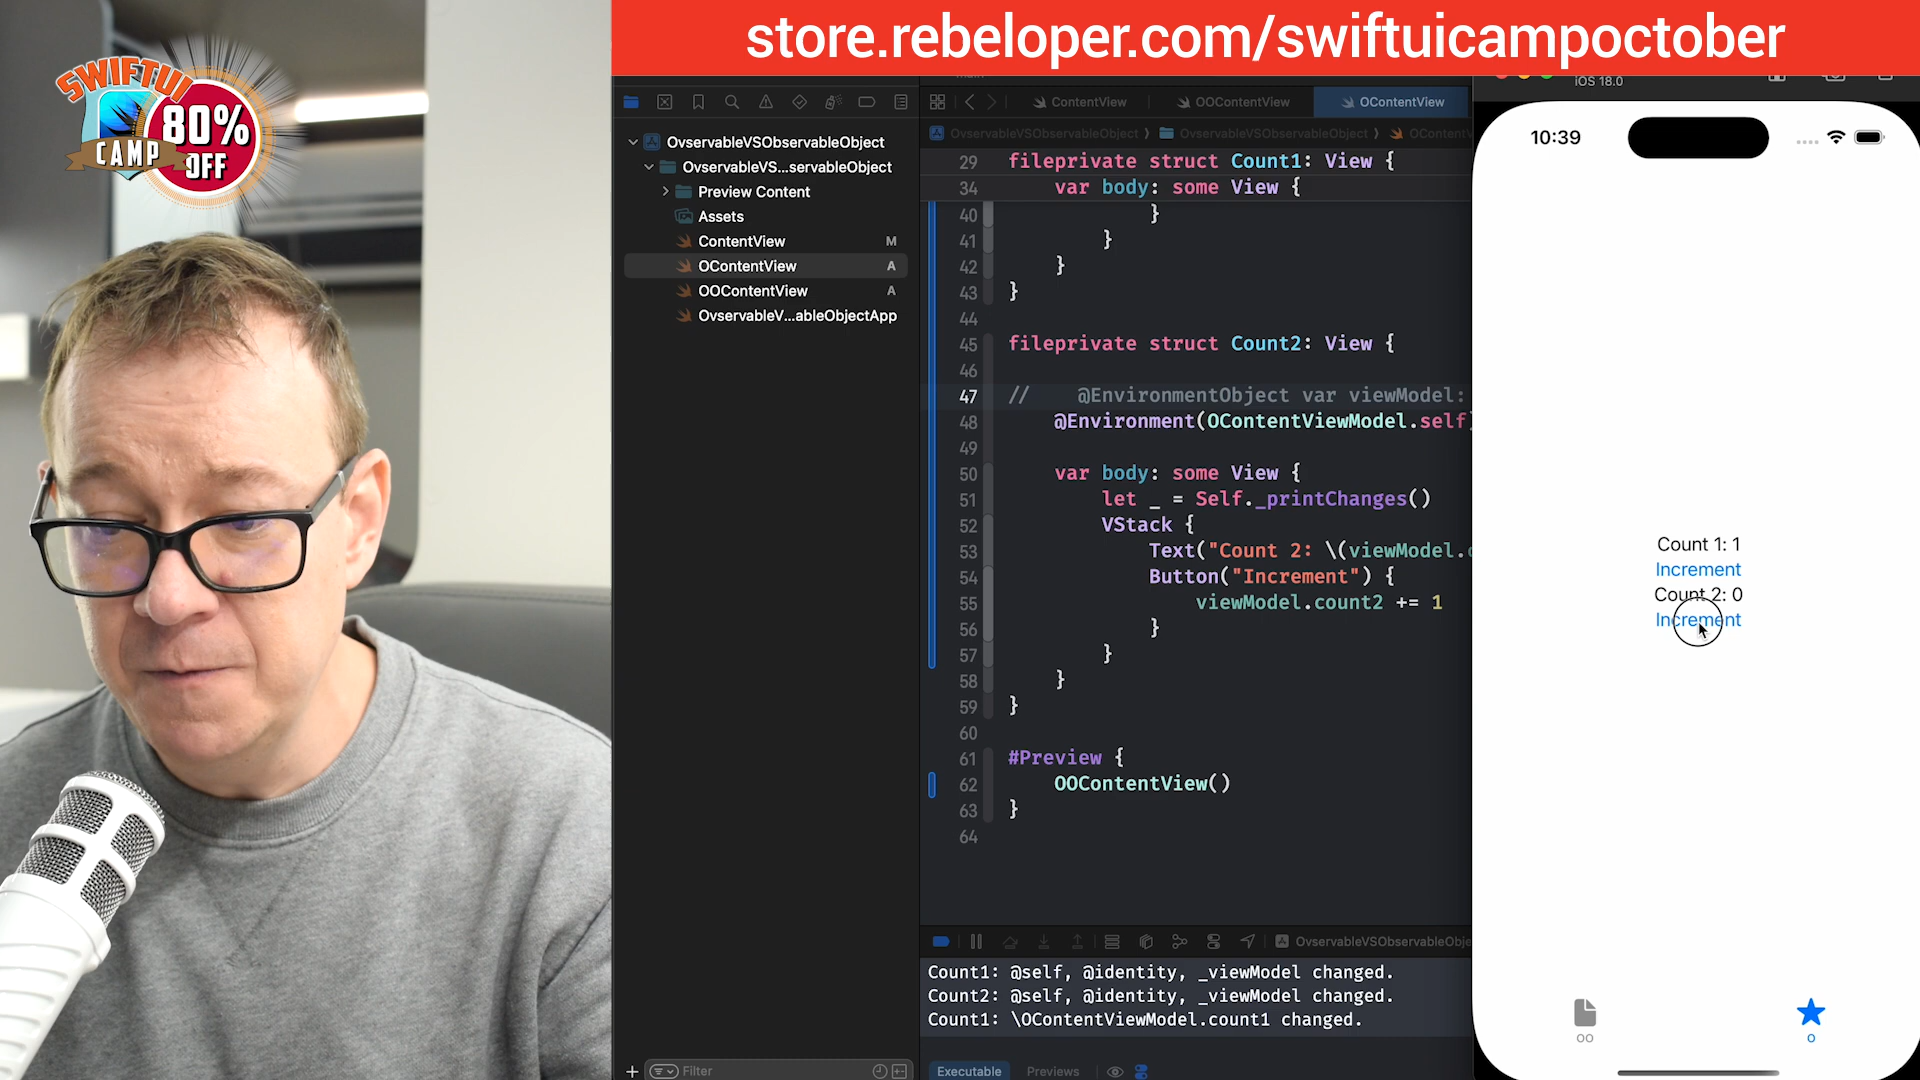 store.rebeloper.com/swiftuicampoctober
SWIFTUI
CAMP
80%
OFF
iOS 18.0
ContentView
OOContentView
OContentView
OvservableVSObservableObject
OvservableVSObservableObject
OContentV
OvservableVSObservableObject
OvservableVS...servableObject
Preview Content
Assets
ContentView M
OContentView A
OOContentView A
OvservableV...ableObjectApp
29 fileprivate struct Count1: View {
34 var body: some View {
40 }
41 }
42 }
43 }
44
45 fileprivate struct Count2: View {
46
47 // @EnvironmentObject var viewModel:
48 @Environment(OContentViewModel.self
49
50 var body: some View {
51 let _ = Self._printChanges()
52 VStack {
53 Text("Count 2: \(viewModel.c
54 Button("Increment") {
55 viewModel.count2 += 1
56 }
57 }
58 }
59 }
60
61 #Preview {
62 OOContentView()
63 }
64
OvservableVSObservableObje
Count1: @self, @identity, _viewModel changed.
Count2: @self, @identity, _viewModel changed.
Count1: \OContentViewModel.count1 changed.
Filter
Executable
Previews
10:39
Count 1: 1
Increment
Count 2: 0
Increment
OO
O